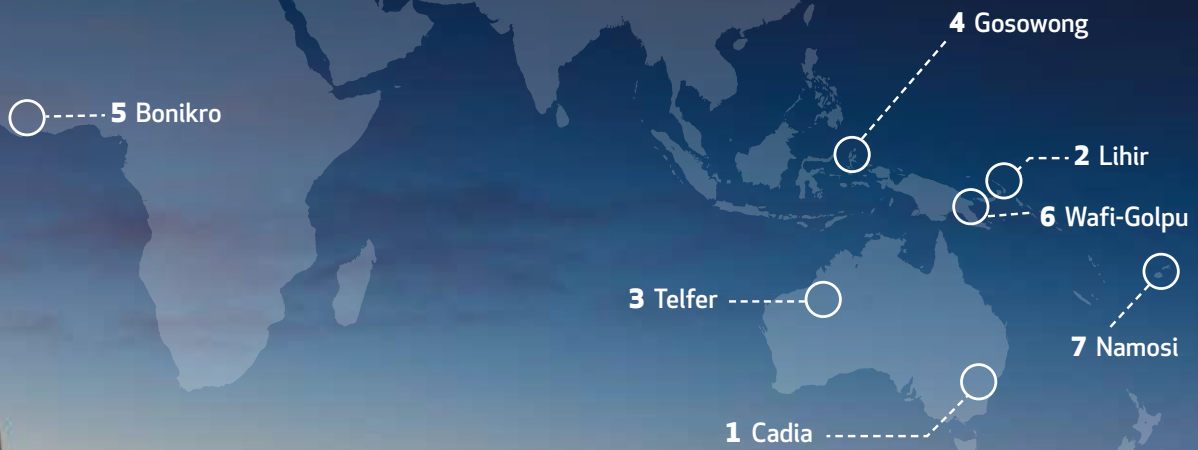 4 Gosowong
5 Bonikro
2 Lihir
6 Wafi-Golpu
3 Telfer
7 Namosi
1 Cadia